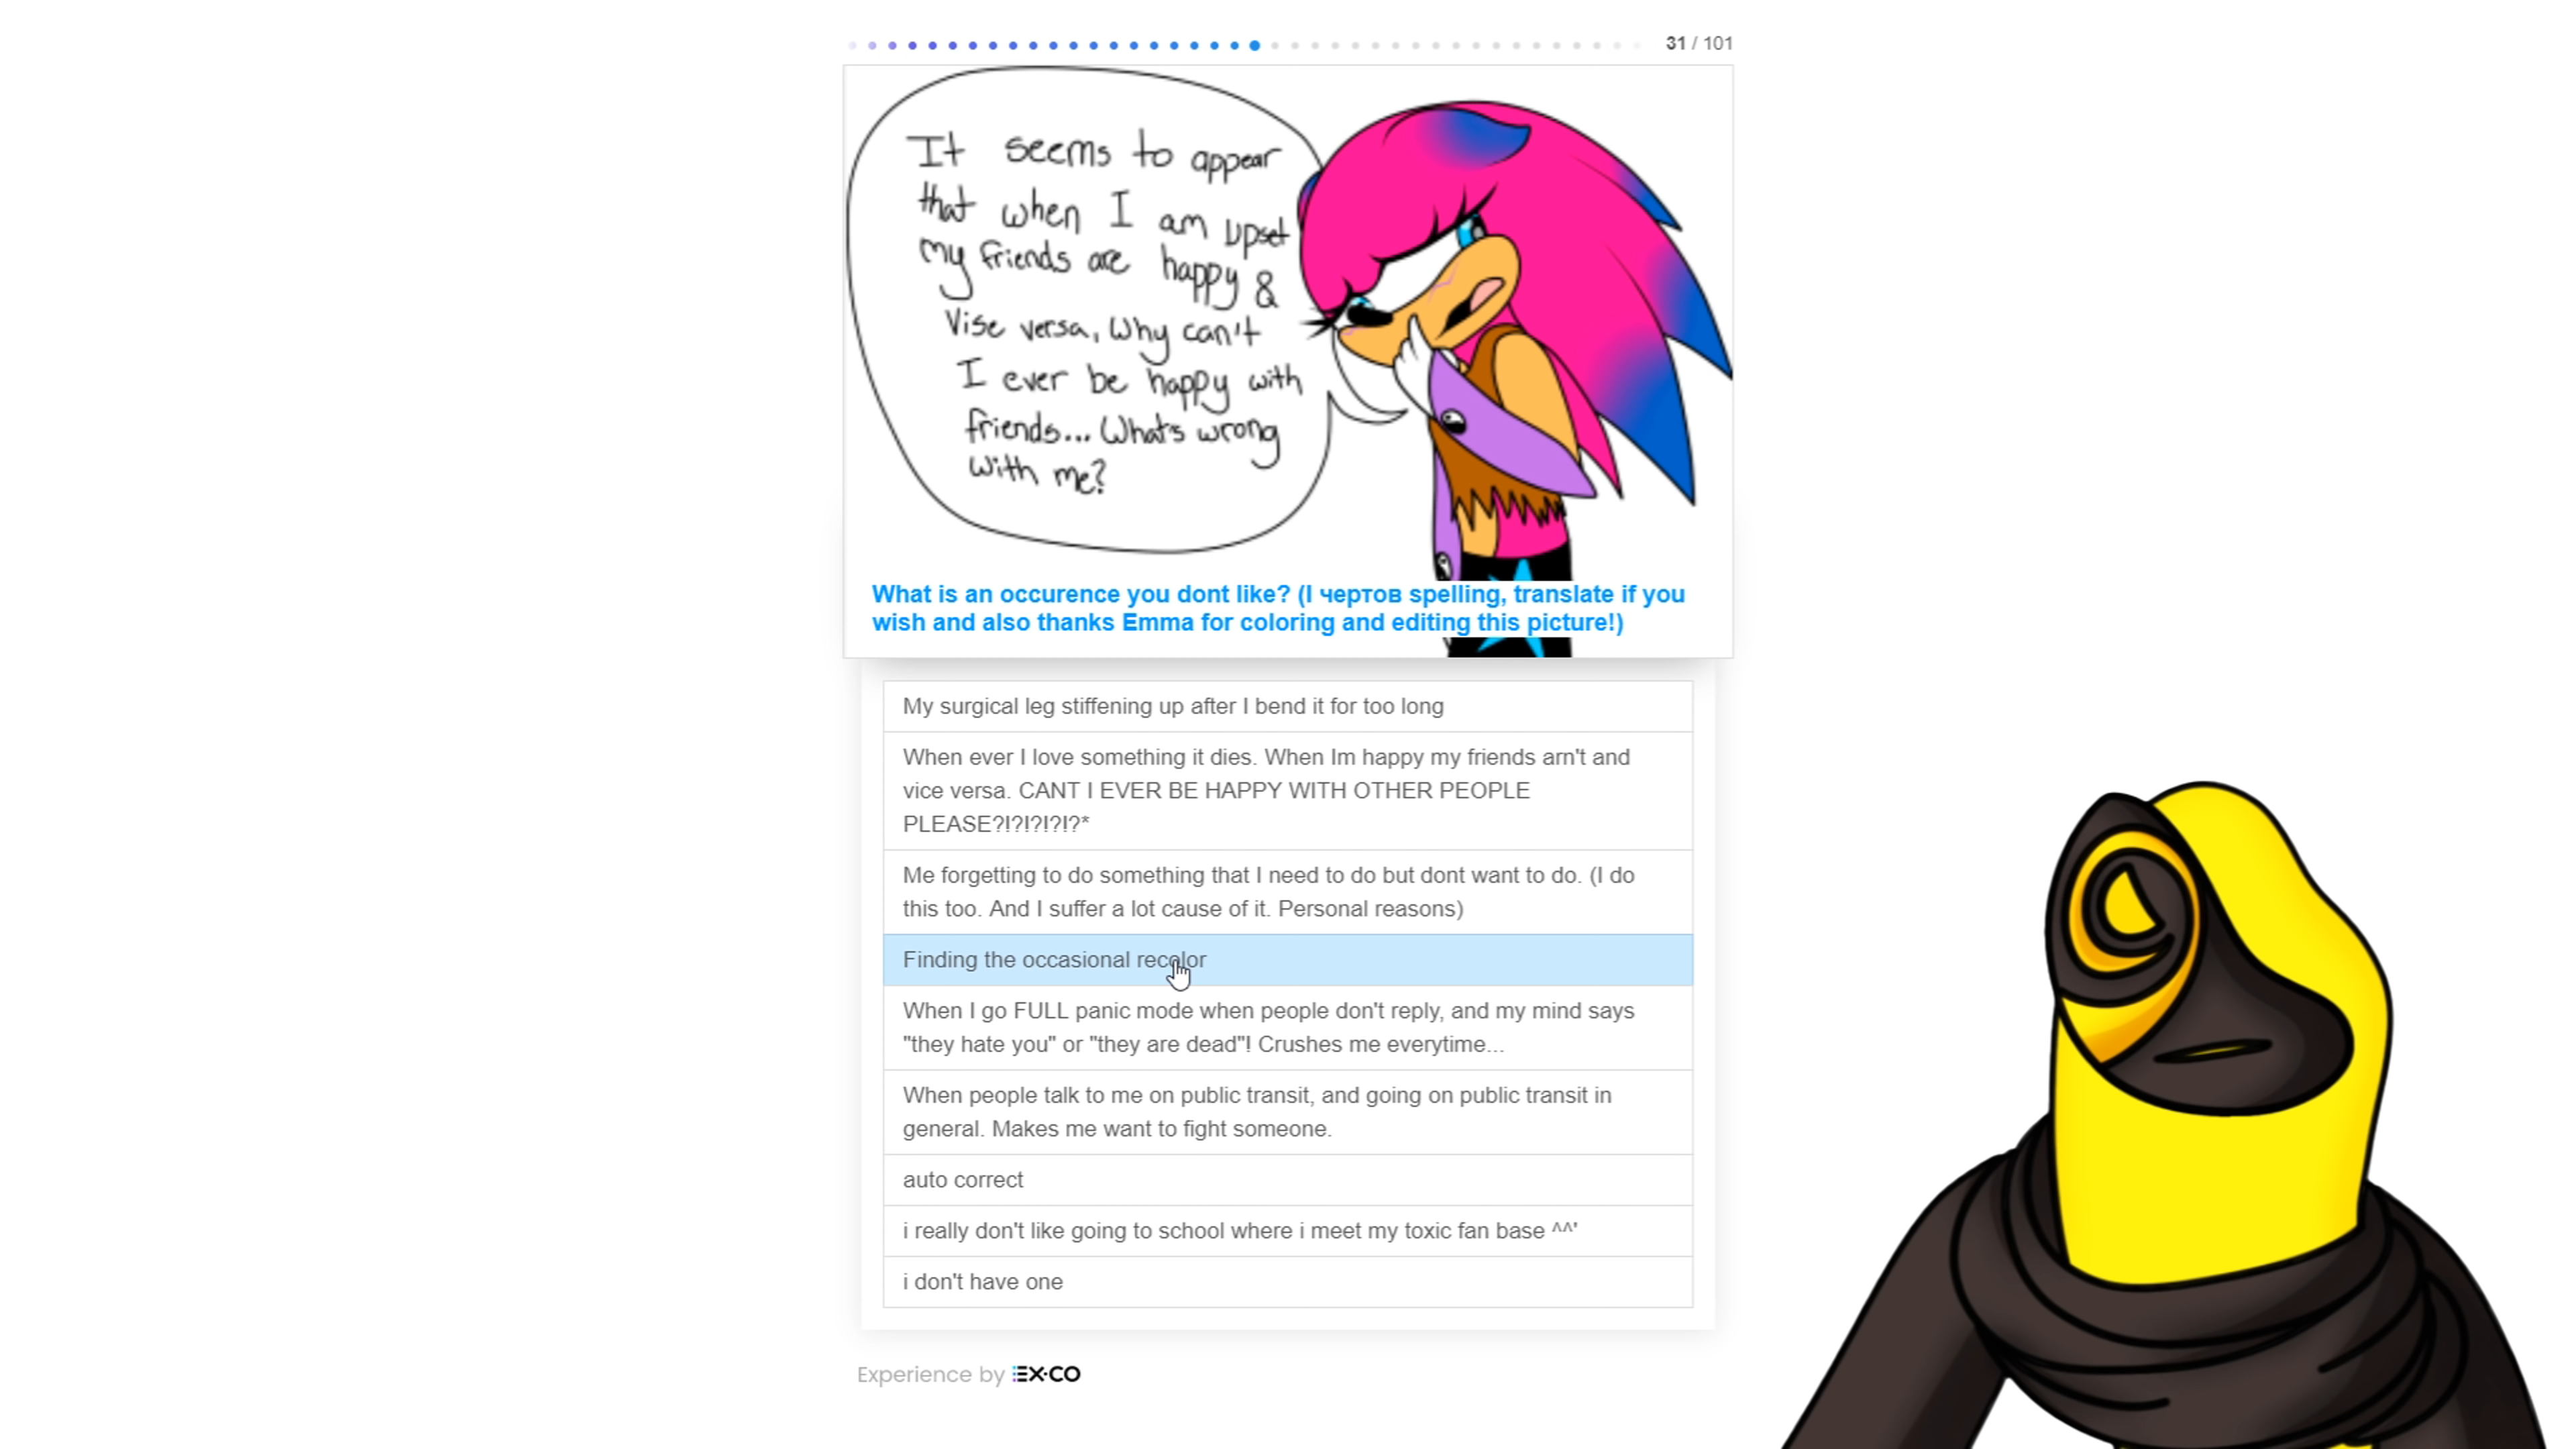 31 / 101
It seems to appear
that when I am upset
my friends are happy &
Vise versa, Why can't
I ever be happy with
friends... What's wrong
with me?
What is an occurence you dont like? (I чертов spelling, translate if you
wish and also thanks Emma for coloring and editing this picture!)
My surgical leg stiffening up after I bend it for too long
When ever I love something it dies. When Im happy my friends arn't and
vice versa. CANT I EVER BE HAPPY WITH OTHER PEOPLE
PLEASE?!?!?!?!?*
Me forgetting to do something that I need to do but dont want to do. (I do
this too. And I suffer a lot cause of it. Personal reasons)
Finding the occasional recolor
When I go FULL panic mode when people don't reply, and my mind says
"they hate you" or "they are dead"! Crushes me everytime...
When people talk to me on public transit, and going on public transit in
general. Makes me want to fight someone.
auto correct
i really don't like going to school where i meet my toxic fan base ^^'
i don't have one
Experience by EX·CO